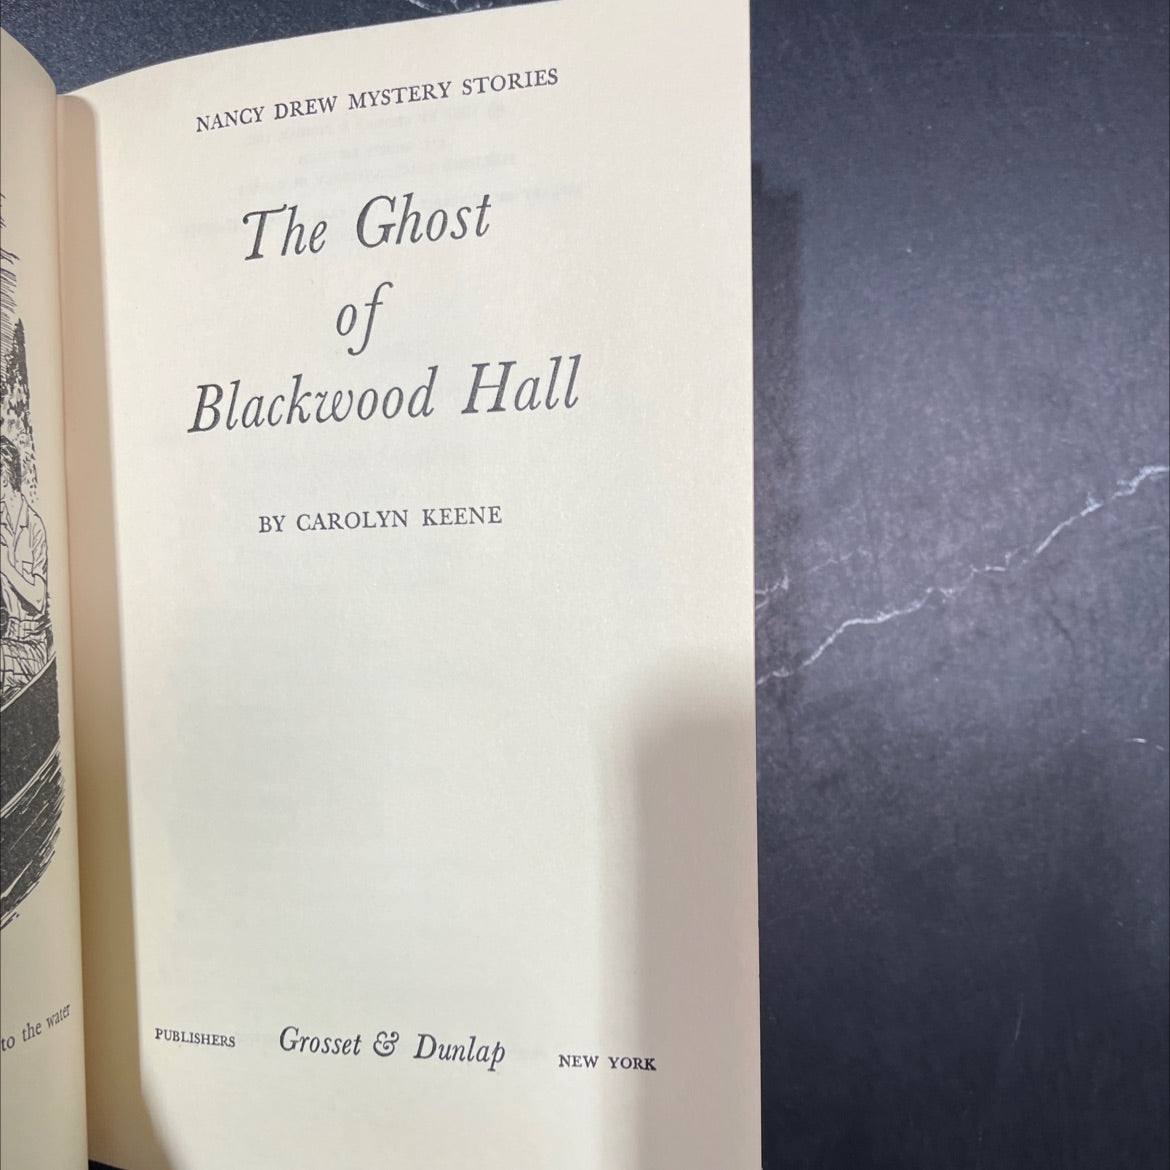 NANCY DREW MYSTERY STORIES
The Ghost
of
Blackwood Hall
BY CAROLYN KEENE
to the water
PUBLISHERS Grosset & Dunlap NEW YORK